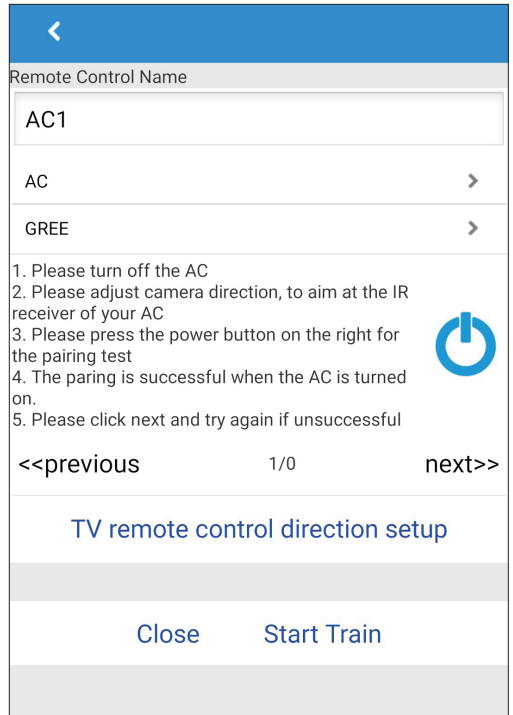 Remote Control Name
AC1
AC
GREE
1. Please turn off the AC
2. Please adjust camera direction, to aim at the IR
receiver of your AC
3. Please press the power button on the right for
the pairing test
4. The paring is successful when the AC is turned
on.
5. Please click next and try again if unsuccessful
<<previous 1/0 next>>
TV remote control direction setup
Close Start Train